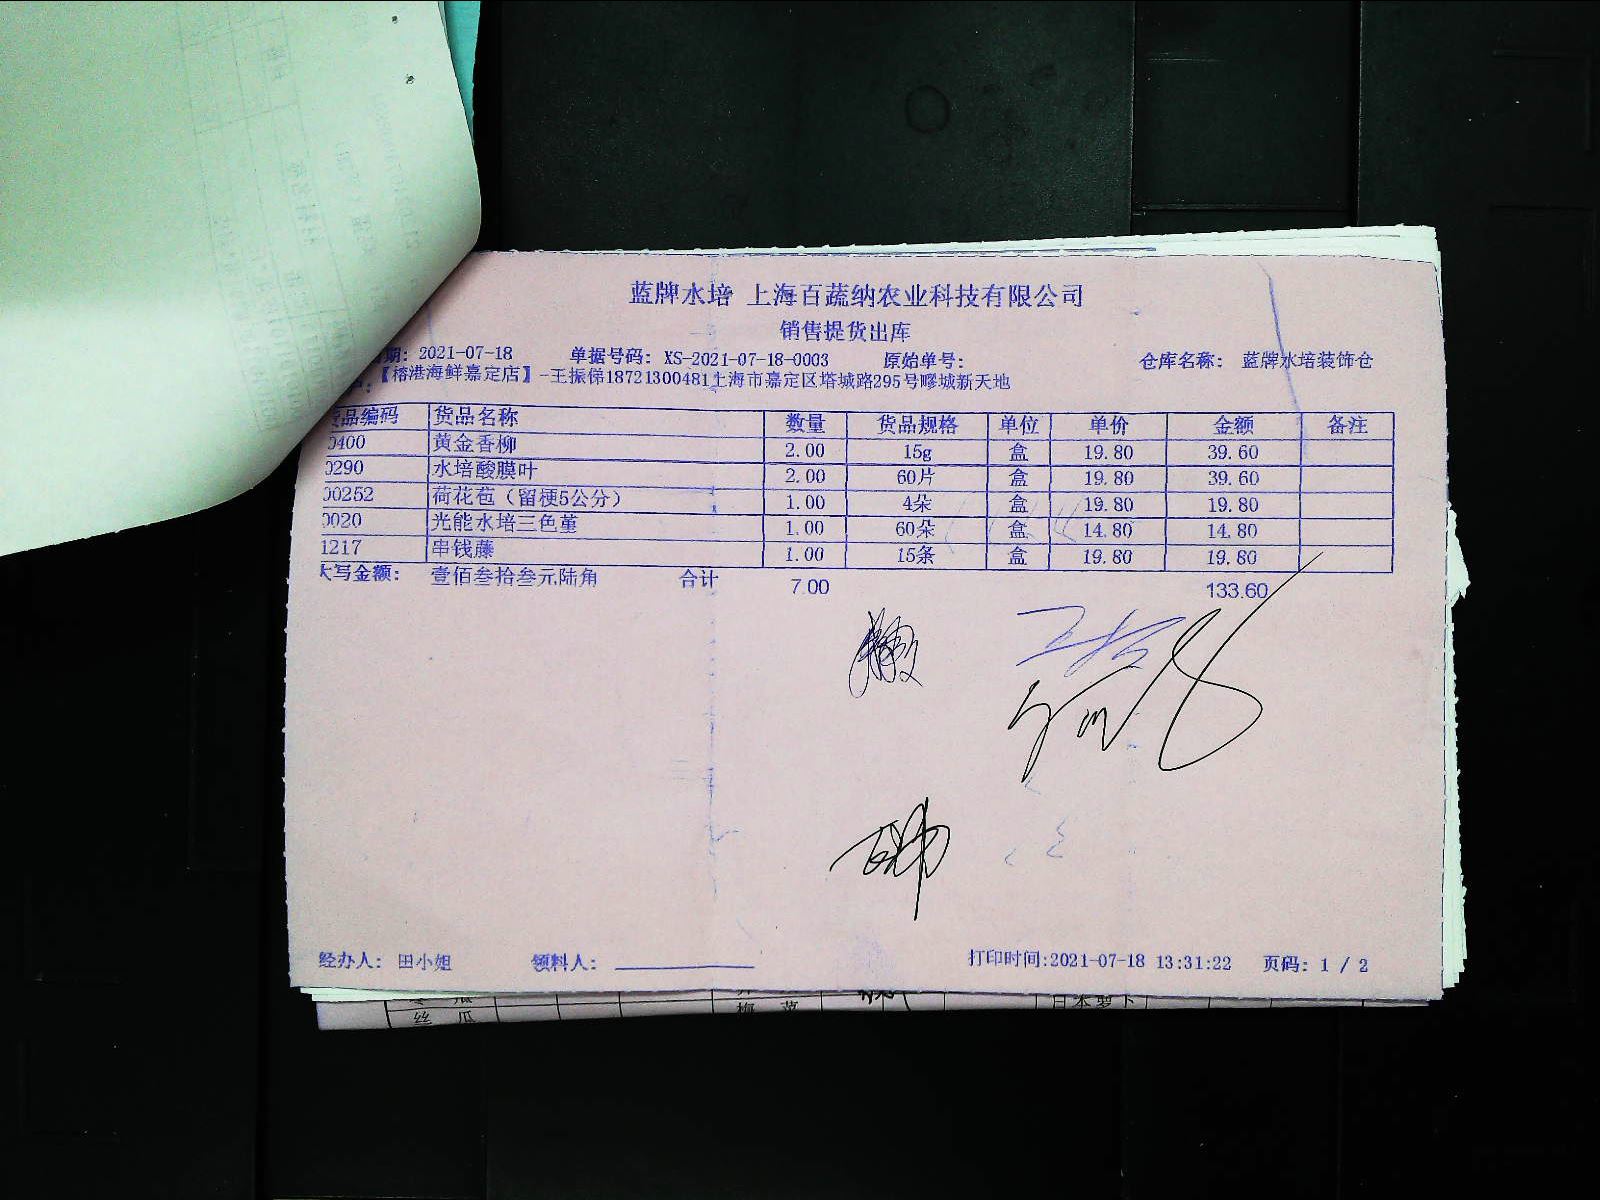 蓝牌水培 上海百蔬纳农业科技有限公司
销售提货出库
期: 2021-07-18 单据号码: XS-2021-07-18-0003 原始单号: 仓库名称: 蓝牌水培装饰仓
【榕港海鲜嘉定店】-王振俤18721300481上海市嘉定区塔城路295号疁城新天地
货品编码 货品名称 数量 货品规格 单位 单价 金额 备注
0400 黄金香柳 2.00 15g 盒 19.80 39.60
0290 水培酸膜叶 2.00 60片 盒 19.80 39.60
00252 荷花苞（留梗5公分） 1.00 4朵 盒 19.80 19.80
0020 光能水培三色堇 1.00 60朵 盒 14.80 14.80
1217 串钱藤 1.00 15条 盒 19.80 19.80
大写金额: 壹佰叁拾叁元陆角 合计 7.00 133.60
经办人: 田小姐 领料人: 打印时间:2021-07-18 13:31:22 页码: 1 / 2
丝 瓜 梅 菜 日本萝卜